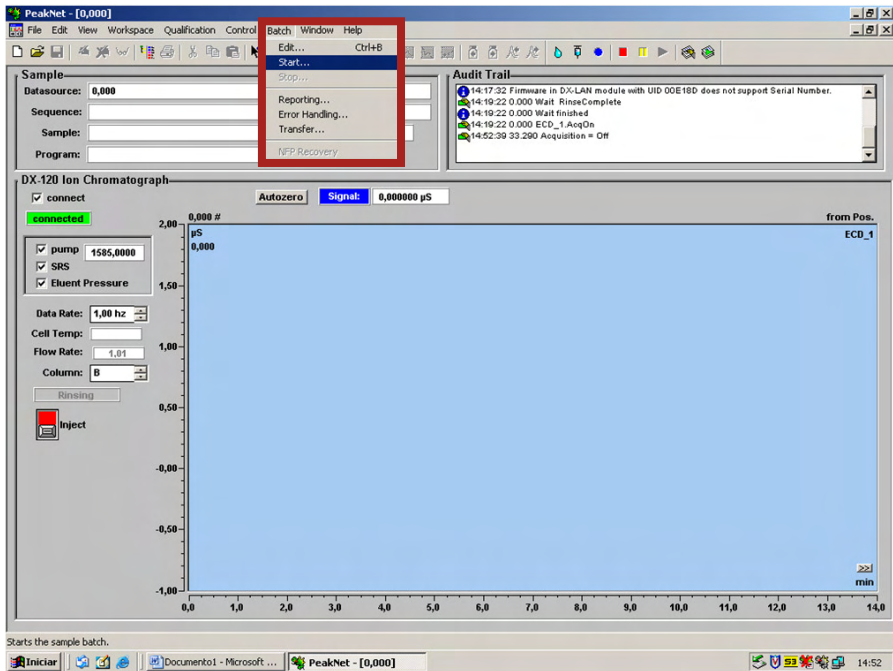 PeakNet - [0,000]
File Edit View Workspace Qualification Control Batch Window Help
Edit... Ctrl+B
Start...
Stop...
Reporting...
Error Handling...
Transfer...
NFP Recovery
Sample
Datasource: 0,000
Sequence:
Sample:
Program:
Audit Trail
14:17:32 Firmware in DX-LAN module with UID 00E18D does not support Serial Number.
14:19:22 0.000 Wait RinseComplete
14:19:22 0.000 Wait finished
14:19:22 0.000 ECD_1.AcqOn
14:52:39 33.290 Acquisition = Off
DX-120 Ion Chromatograph
connect
Autozero Signal: 0,000000 µS
connected
pump 1585,0000
SRS
Eluent Pressure
Data Rate: 1,00 hz
Cell Temp:
Flow Rate: 1,01
Column: B
Rinsing
Inject
0,000 # from Pos.
µS ECD_1
0,000
2,00
1,50
1,00
0,50
-0,00
-0,50
-1,00
>>
min
0,0 1,0 2,0 3,0 4,0 5,0 6,0 7,0 8,0 9,0 10,0 11,0 12,0 13,0 14,0
Starts the sample batch.
Iniciar Documento1 - Microsoft ... PeakNet - [0,000] 53 14:52